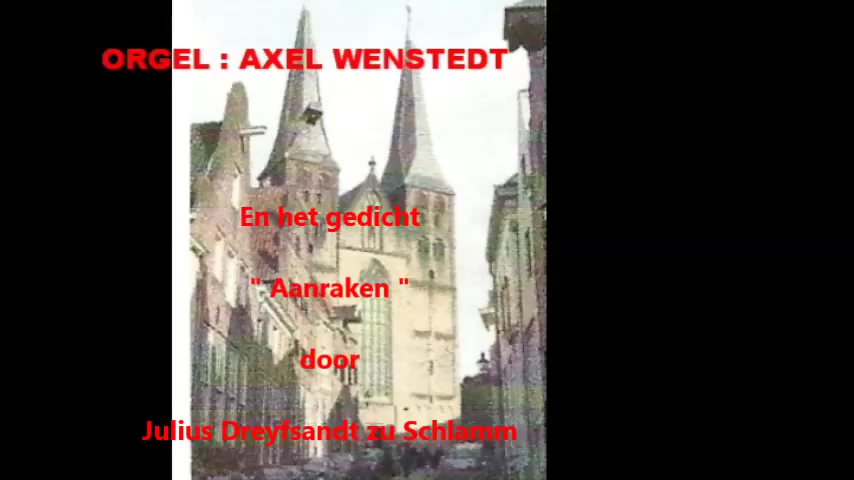 ORGEL : AXEL WENSTEDT
En het gedicht
" Aanraken "
door
Julius Dreyfsandt zu Schlamm